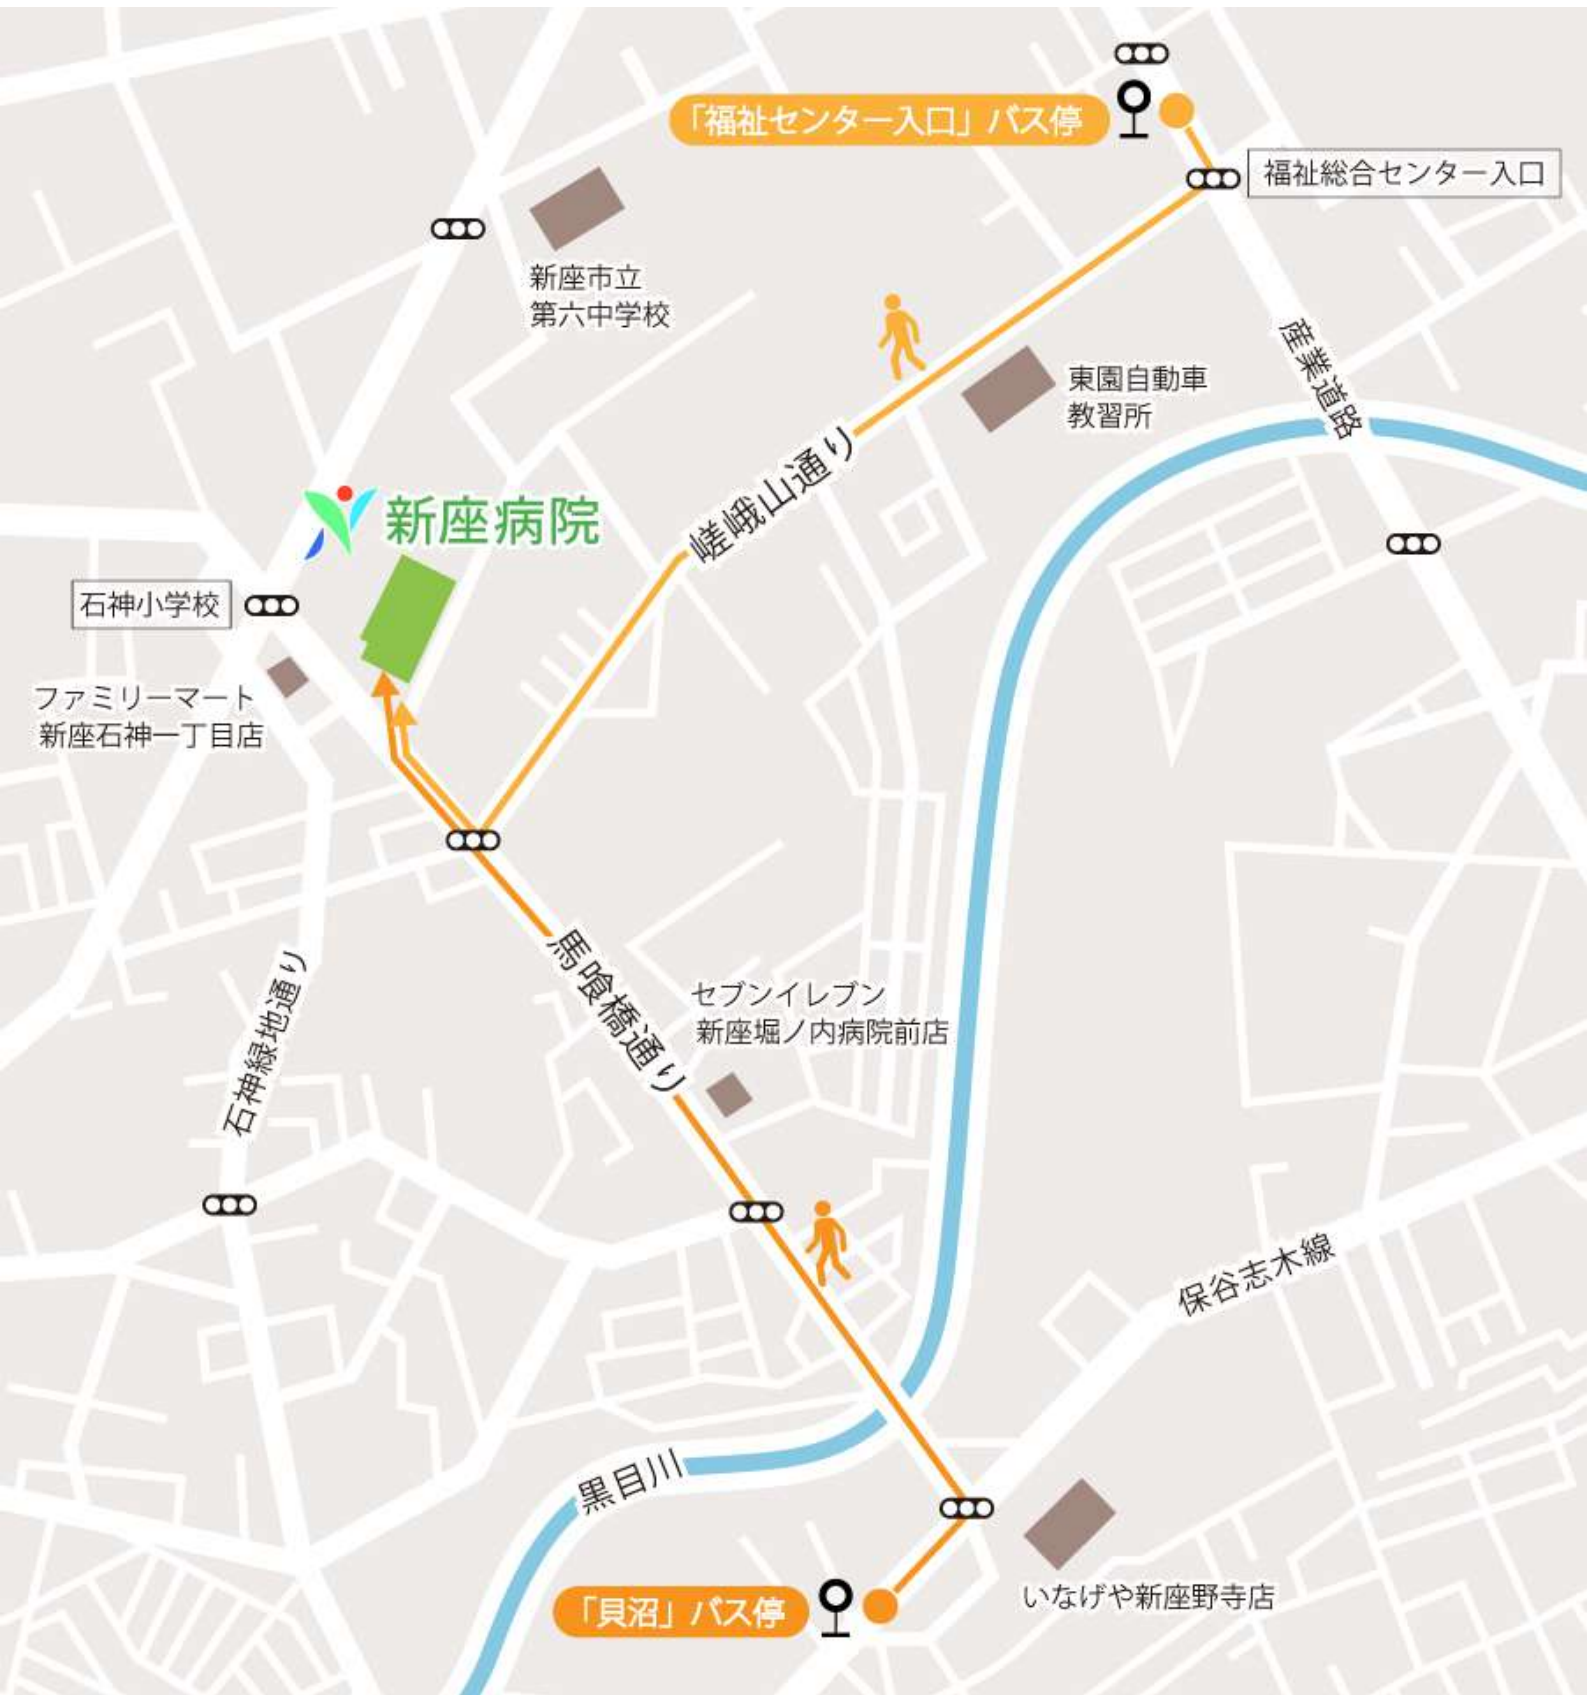 「福祉センター入口」バス停
福祉総合センター入口
新座市立
第六中学校
産業道路
東園自動車
教習所
嵯峨山通り
新座病院
石神小学校
ファミリーマート
新座石神一丁目店
馬喰橋通り
石神緑地通り
セブンイレブン
新座堀ノ内病院前店
保谷志木線
黒目川
いなげや新座野寺店
「貝沼」バス停